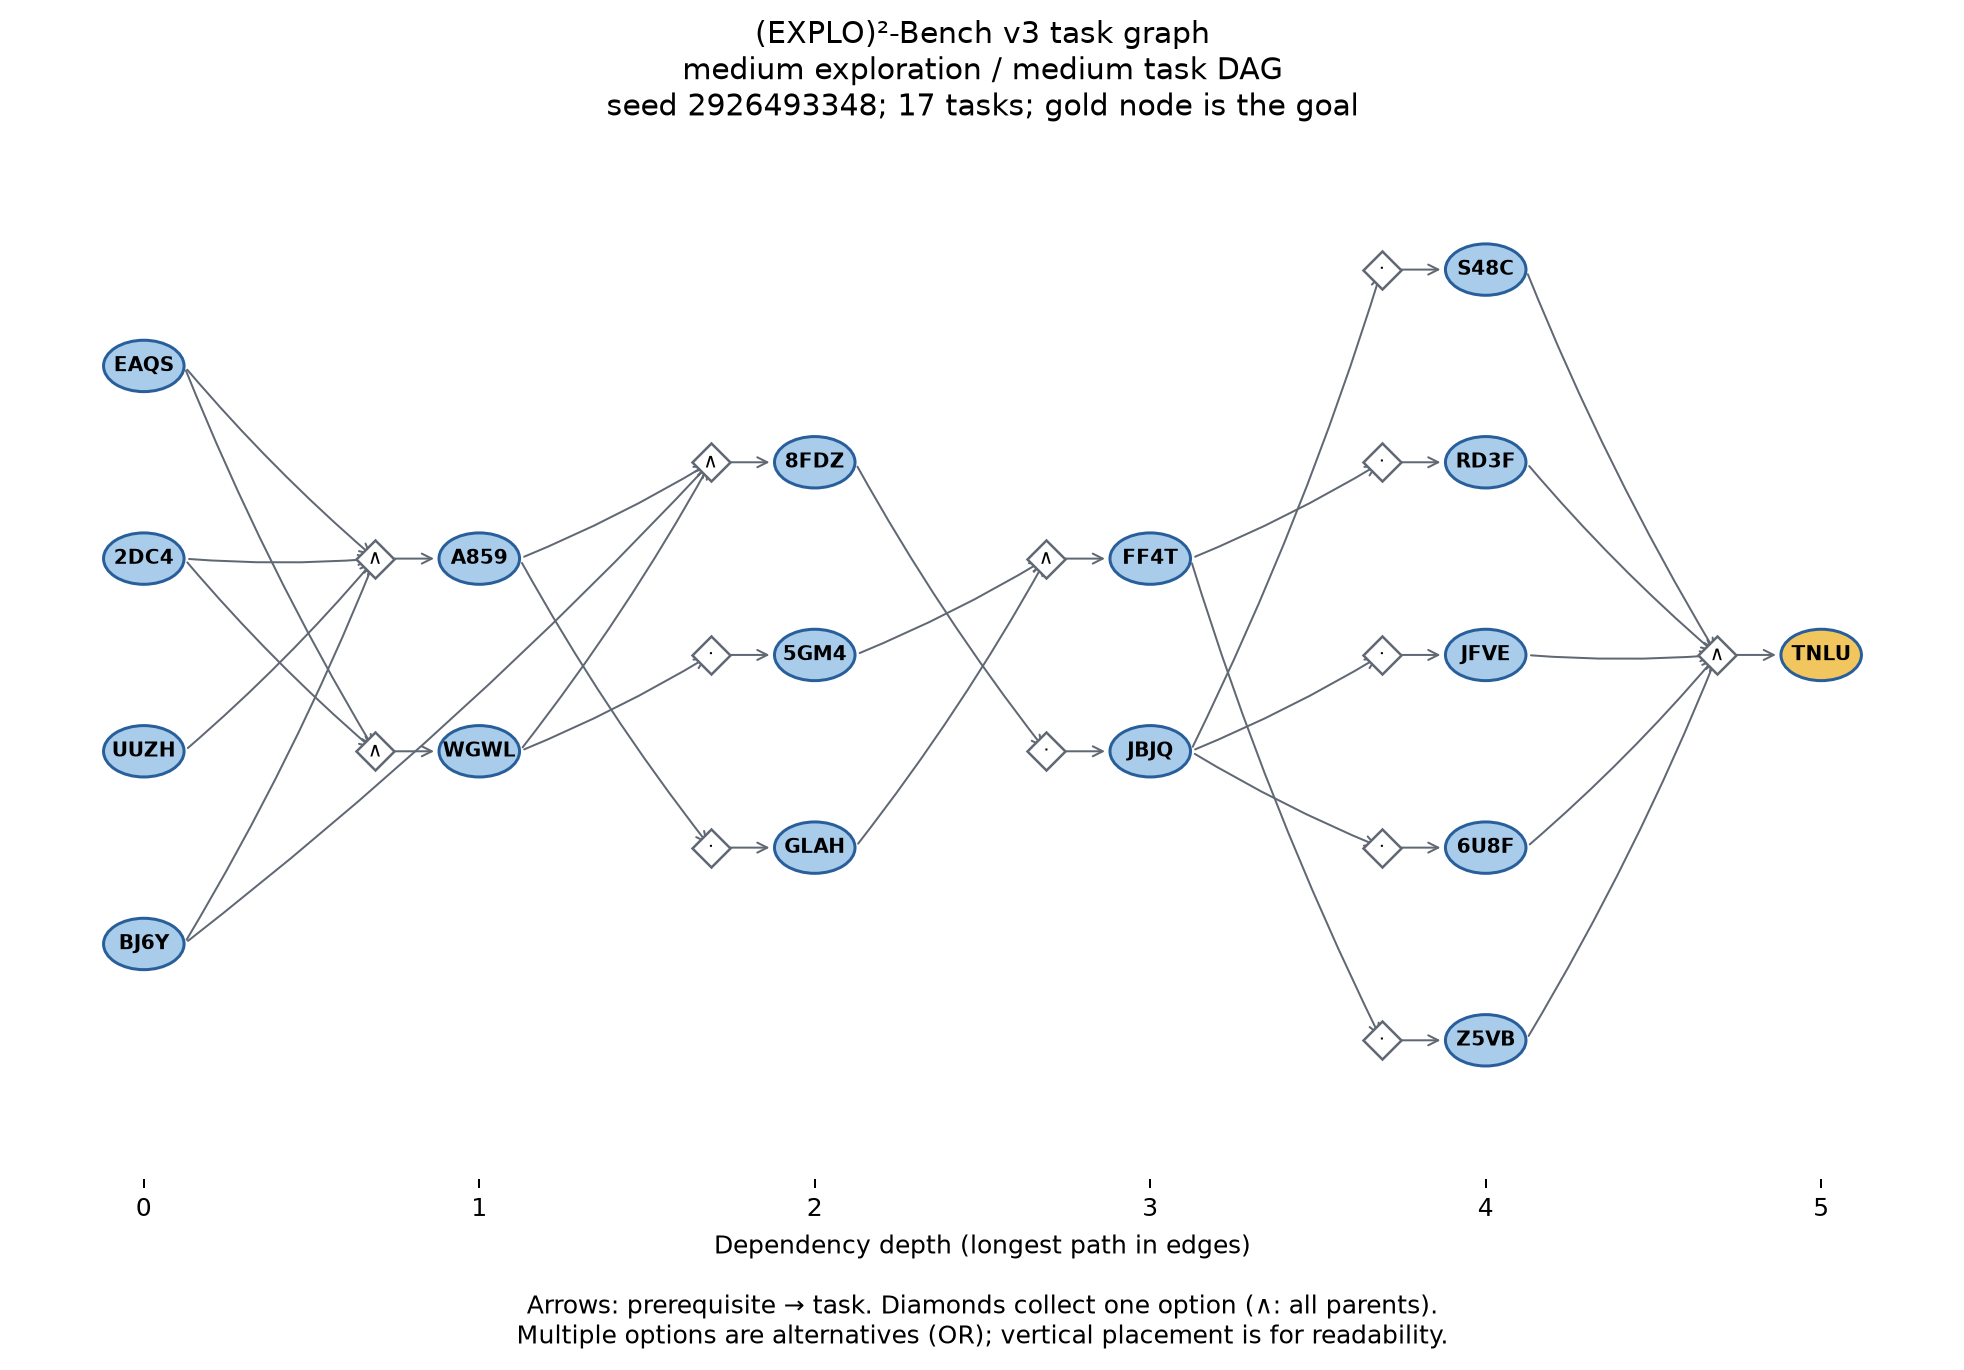 (EXPLO)²-Bench v3 task graph
medium exploration / medium task DAG
seed 2926493348; 17 tasks; gold node is the goal
S48C
EAQS
8FDZ
RD3F
2DC4
∧
A859
∧
∧
FF4T
5GM4
JFVE
∧
TNLU
UUZH
∧
WGWL
JBJQ
GLAH
6U8F
BJ6Y
Z5VB
0 1 2 3 4 5
Dependency depth (longest path in edges)
Arrows: prerequisite → task. Diamonds collect one option (∧: all parents).
Multiple options are alternatives (OR); vertical placement is for readability.